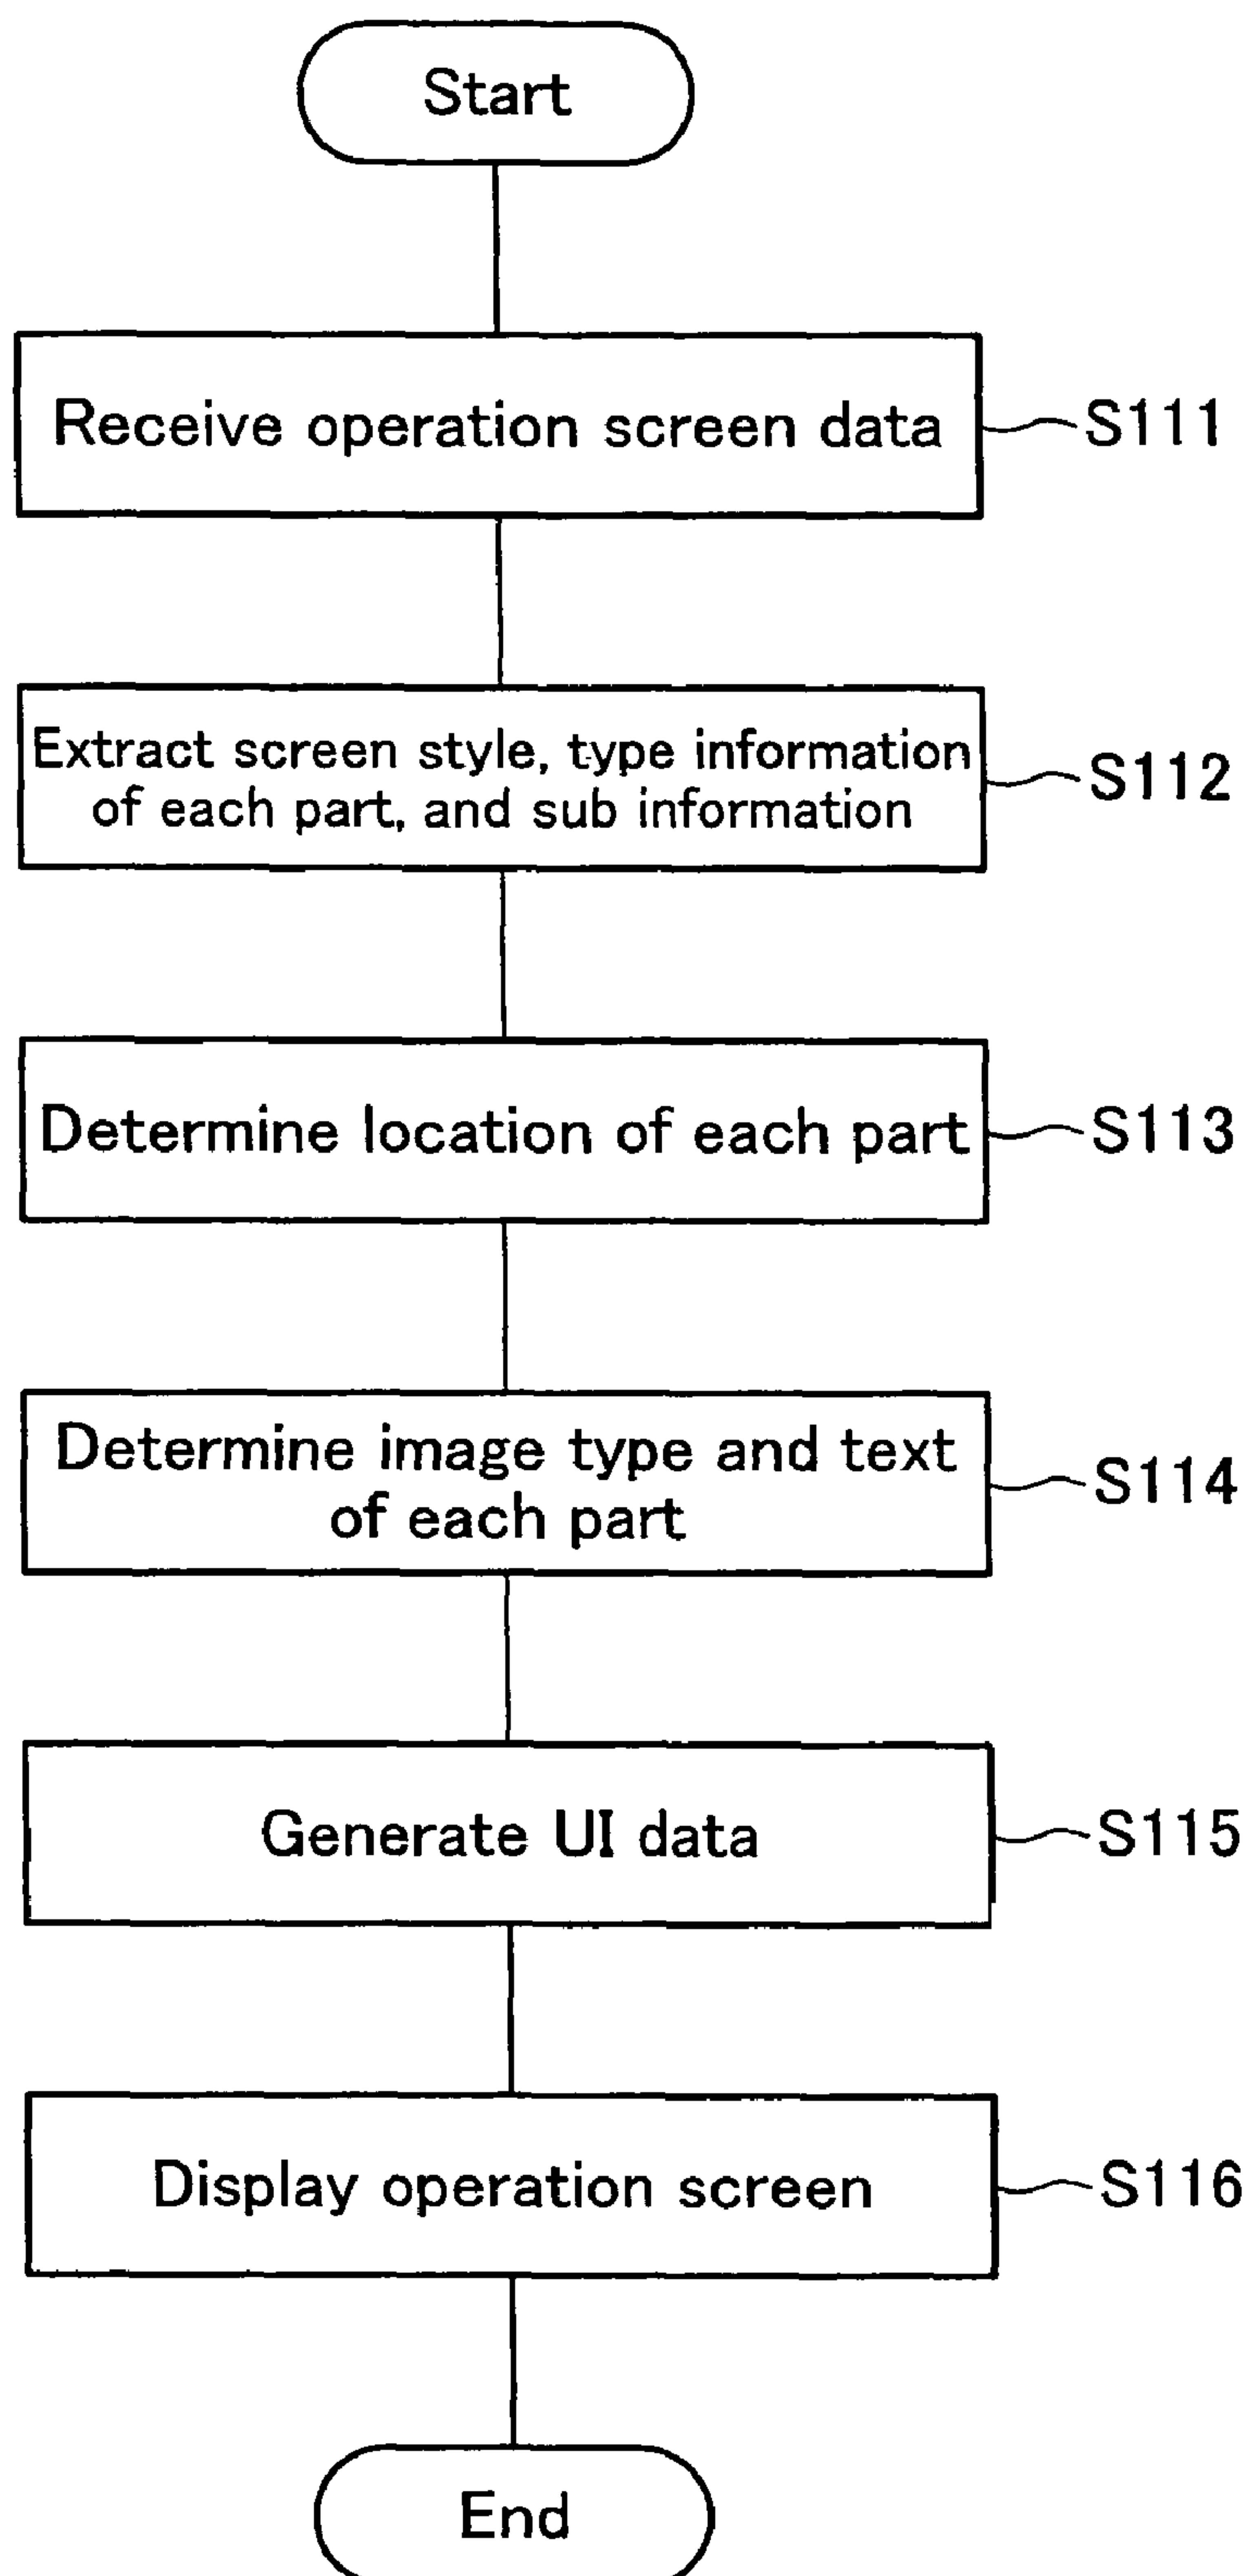 Start
Receive operation screen data
S111
Extract screen style, type information
of each part, and sub information
S112
Determine location of each part
S113
Determine image type and text
of each part
S114
Generate UI data
S115
Display operation screen
S116
End